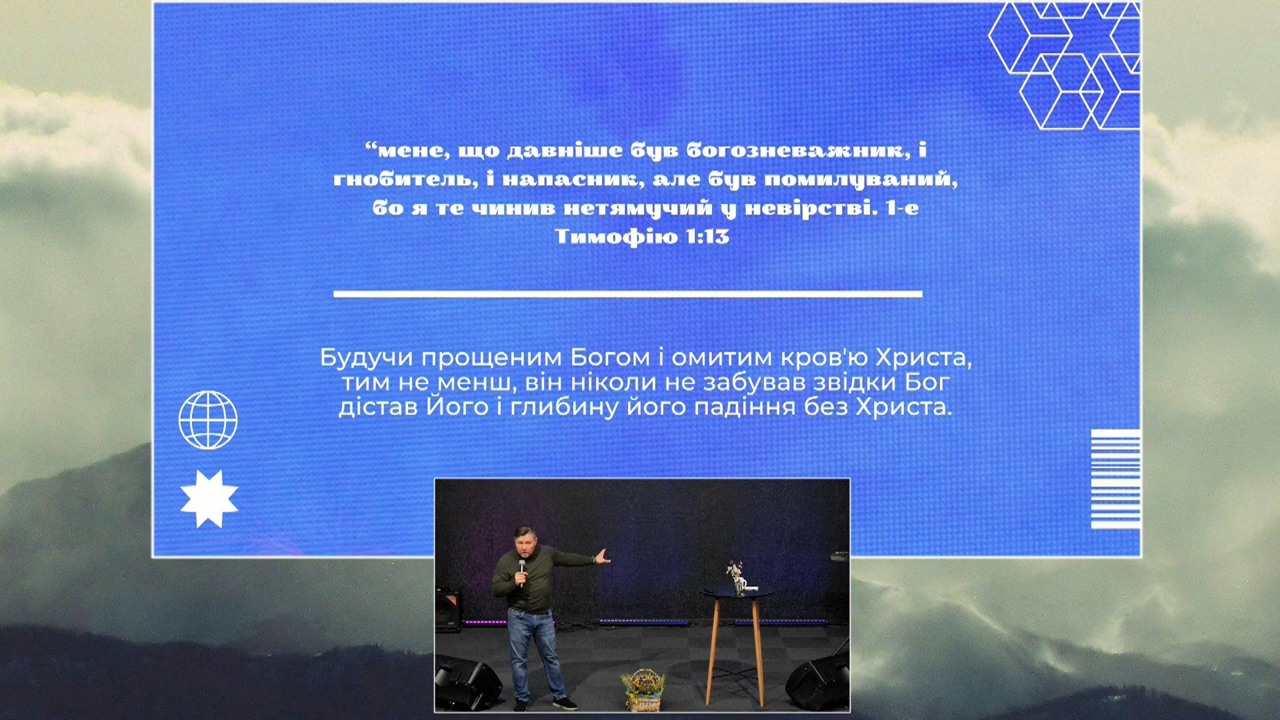 “мене, що давніше був богозневажник, і
гнобитель, і напасник, але був помилуваний,
бо я те чинив нетямучий у невірстві. 1-е
Тимофію 1:13
Будучи прощеним Богом і омитим кров'ю Христа,
тим не менш, він ніколи не забував звідки Бог
дістав Його і глибину його падіння без Христа.